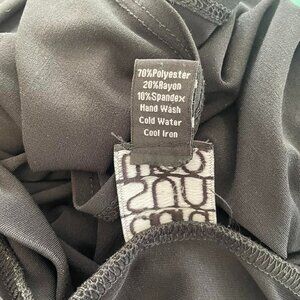 70%Polyester
20%Rayon
10%Spandex
Hand Wash
Cold Water
Cool Iron